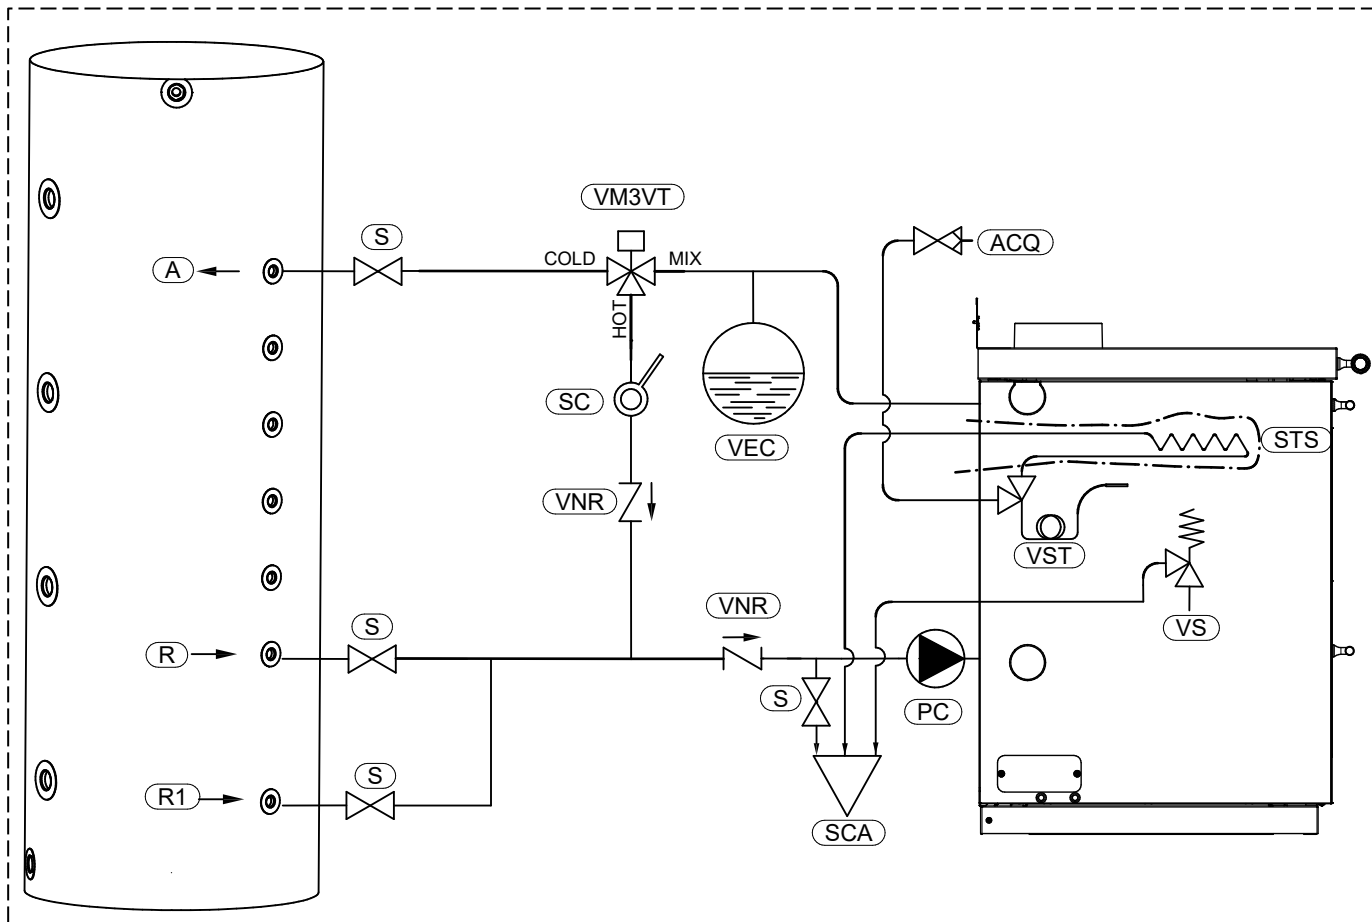 VM3VT
S
ACQ
A
COLD
MIX
HOT
SC
VEC
STS
VNR
VST
VNR
S
VS
R
S
PC
S
R1
SCA